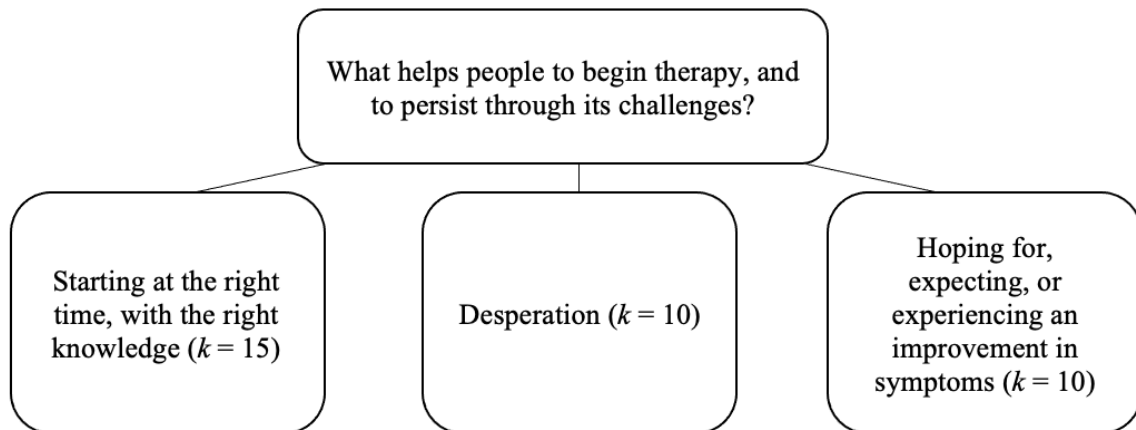 What helps people to begin therapy, and
to persist through its challenges?
Starting at the right
time, with the right
knowledge (k = 15)
Desperation (k = 10)
Hoping for,
expecting, or
experiencing an
improvement in
symptoms (k = 10)